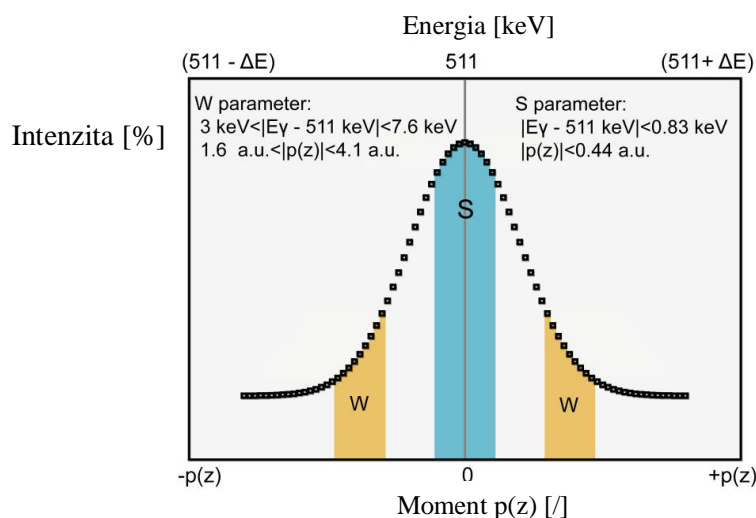 Energia [keV]
(511 - ΔE) 511 (511+ ΔE)
W parameter:
3 keV<|Eγ - 511 keV|<7.6 keV
1.6 a.u.<|p(z)|<4.1 a.u.
S parameter:
|Eγ - 511 keV|<0.83 keV
|p(z)|<0.44 a.u.
Intenzita [%]
S
W W
-p(z) 0 +p(z)
Moment p(z) [/]